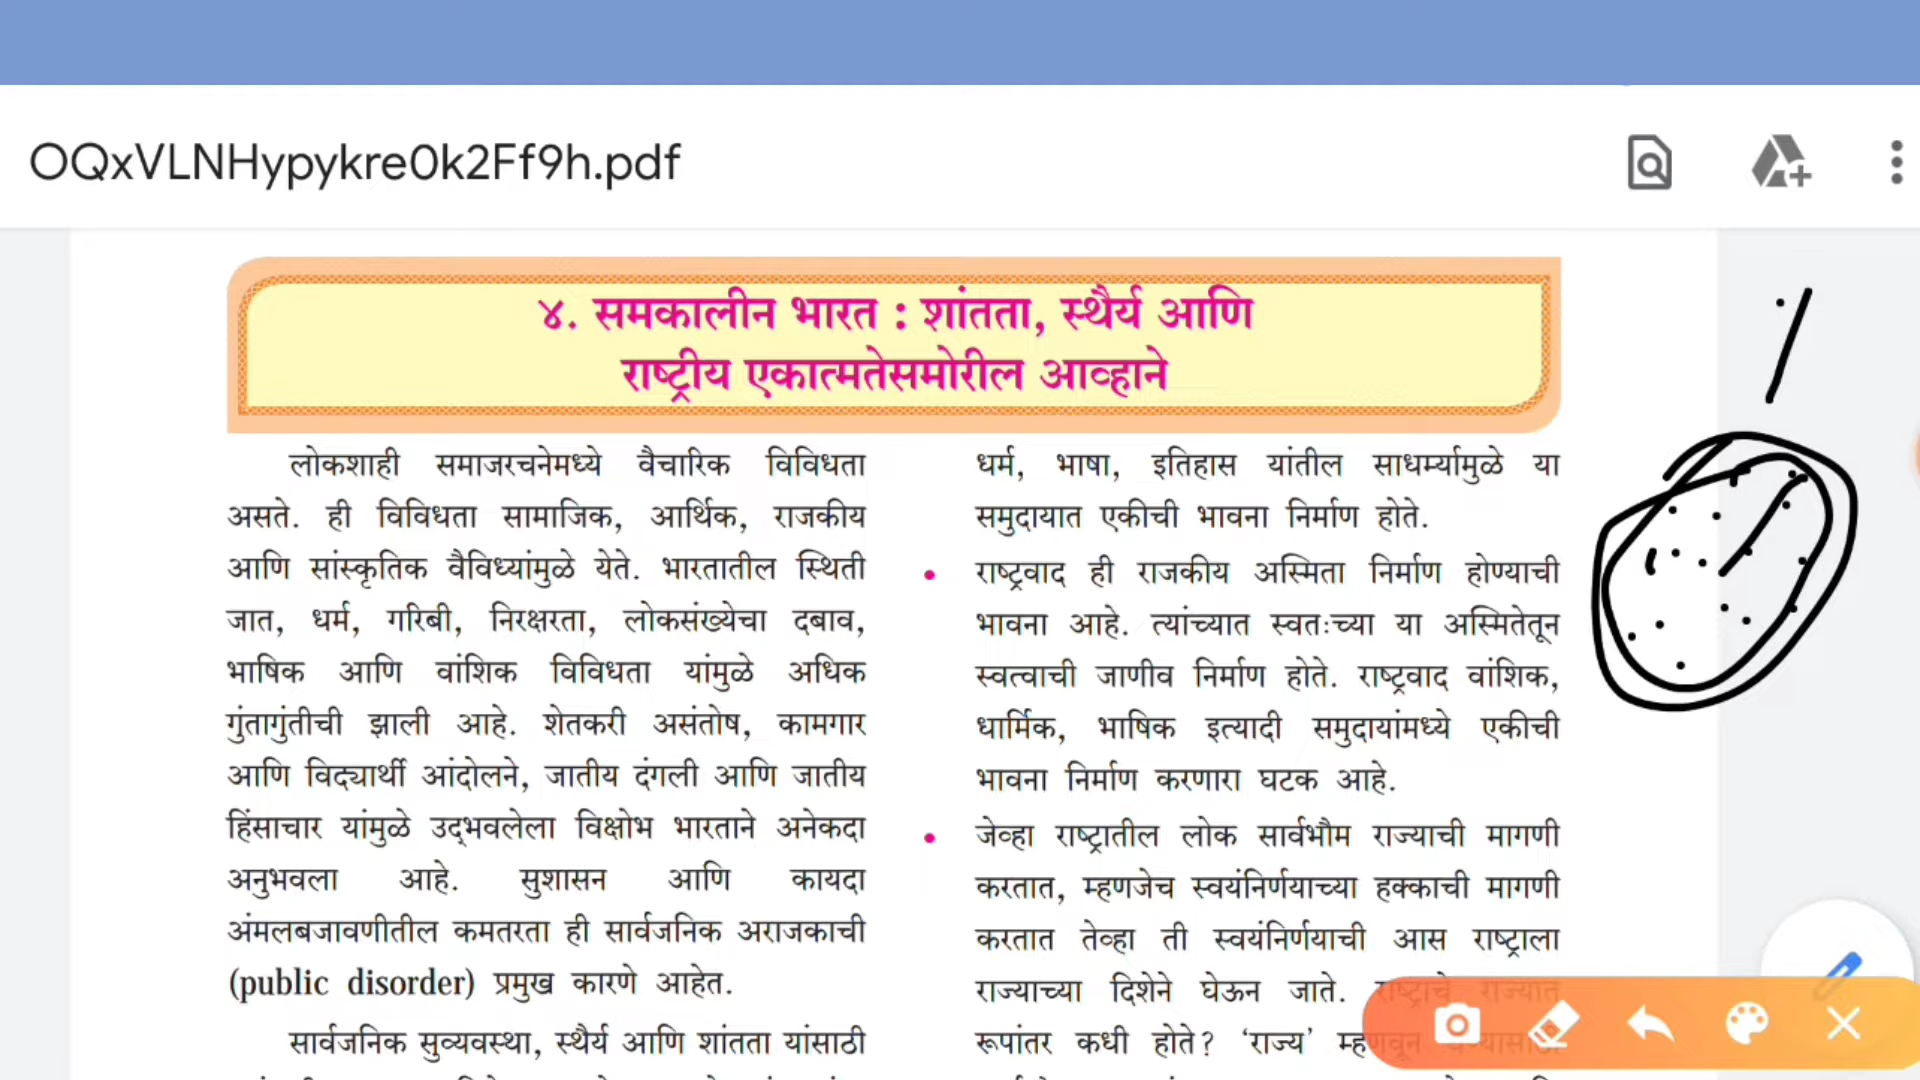 OQxVLNHypykre0k2Ff9h.pdf
४. समकालीन भारत : शांतता, स्थैर्य आणि
राष्ट्रीय एकात्मतेसमोरील आव्हाने
लोकशाही समाजरचनेमध्ये वैचारिक विविधता
असते. ही विविधता सामाजिक, आर्थिक, राजकीय
आणि सांस्कृतिक वैविध्यांमुळे येते. भारतातील स्थिती
जात, धर्म, गरिबी, निरक्षरता, लोकसंख्येचा दबाव,
भाषिक आणि वांशिक विविधता यांमुळे अधिक
गुंतागुंतीची झाली आहे. शेतकरी असंतोष, कामगार
आणि विद्यार्थी आंदोलने, जातीय दंगली आणि जातीय
हिंसाचार यांमुळे उद्‌भवलेला विक्षोभ भारताने अनेकदा
अनुभवला आहे. सुशासन आणि कायदा
अंमलबजावणीतील कमतरता ही सार्वजनिक अराजकाची
(public disorder) प्रमुख कारणे आहेत.
सार्वजनिक सुव्यवस्था, स्थैर्य आणि शांतता यांसाठी
धर्म, भाषा, इतिहास यांतील साधर्म्यामुळे या
समुदायात एकीची भावना निर्माण होते.
• राष्ट्रवाद ही राजकीय अस्मिता निर्माण होण्याची
भावना आहे. त्यांच्यात स्वतःच्या या अस्मितेतून
स्वत्वाची जाणीव निर्माण होते. राष्ट्रवाद वांशिक,
धार्मिक, भाषिक इत्यादी समुदायांमध्ये एकीची
भावना निर्माण करणारा घटक आहे.
• जेव्हा राष्ट्रातील लोक सार्वभौम राज्याची मागणी
करतात, म्हणजेच स्वयंनिर्णयाच्या हक्काची मागणी
करतात तेव्हा ती स्वयंनिर्णयाची आस राष्ट्राला
राज्याच्या दिशेने घेऊन जाते. राष्ट्राचे राज्यात
रूपांतर कधी होते? ‘राज्य’ म्हणवून